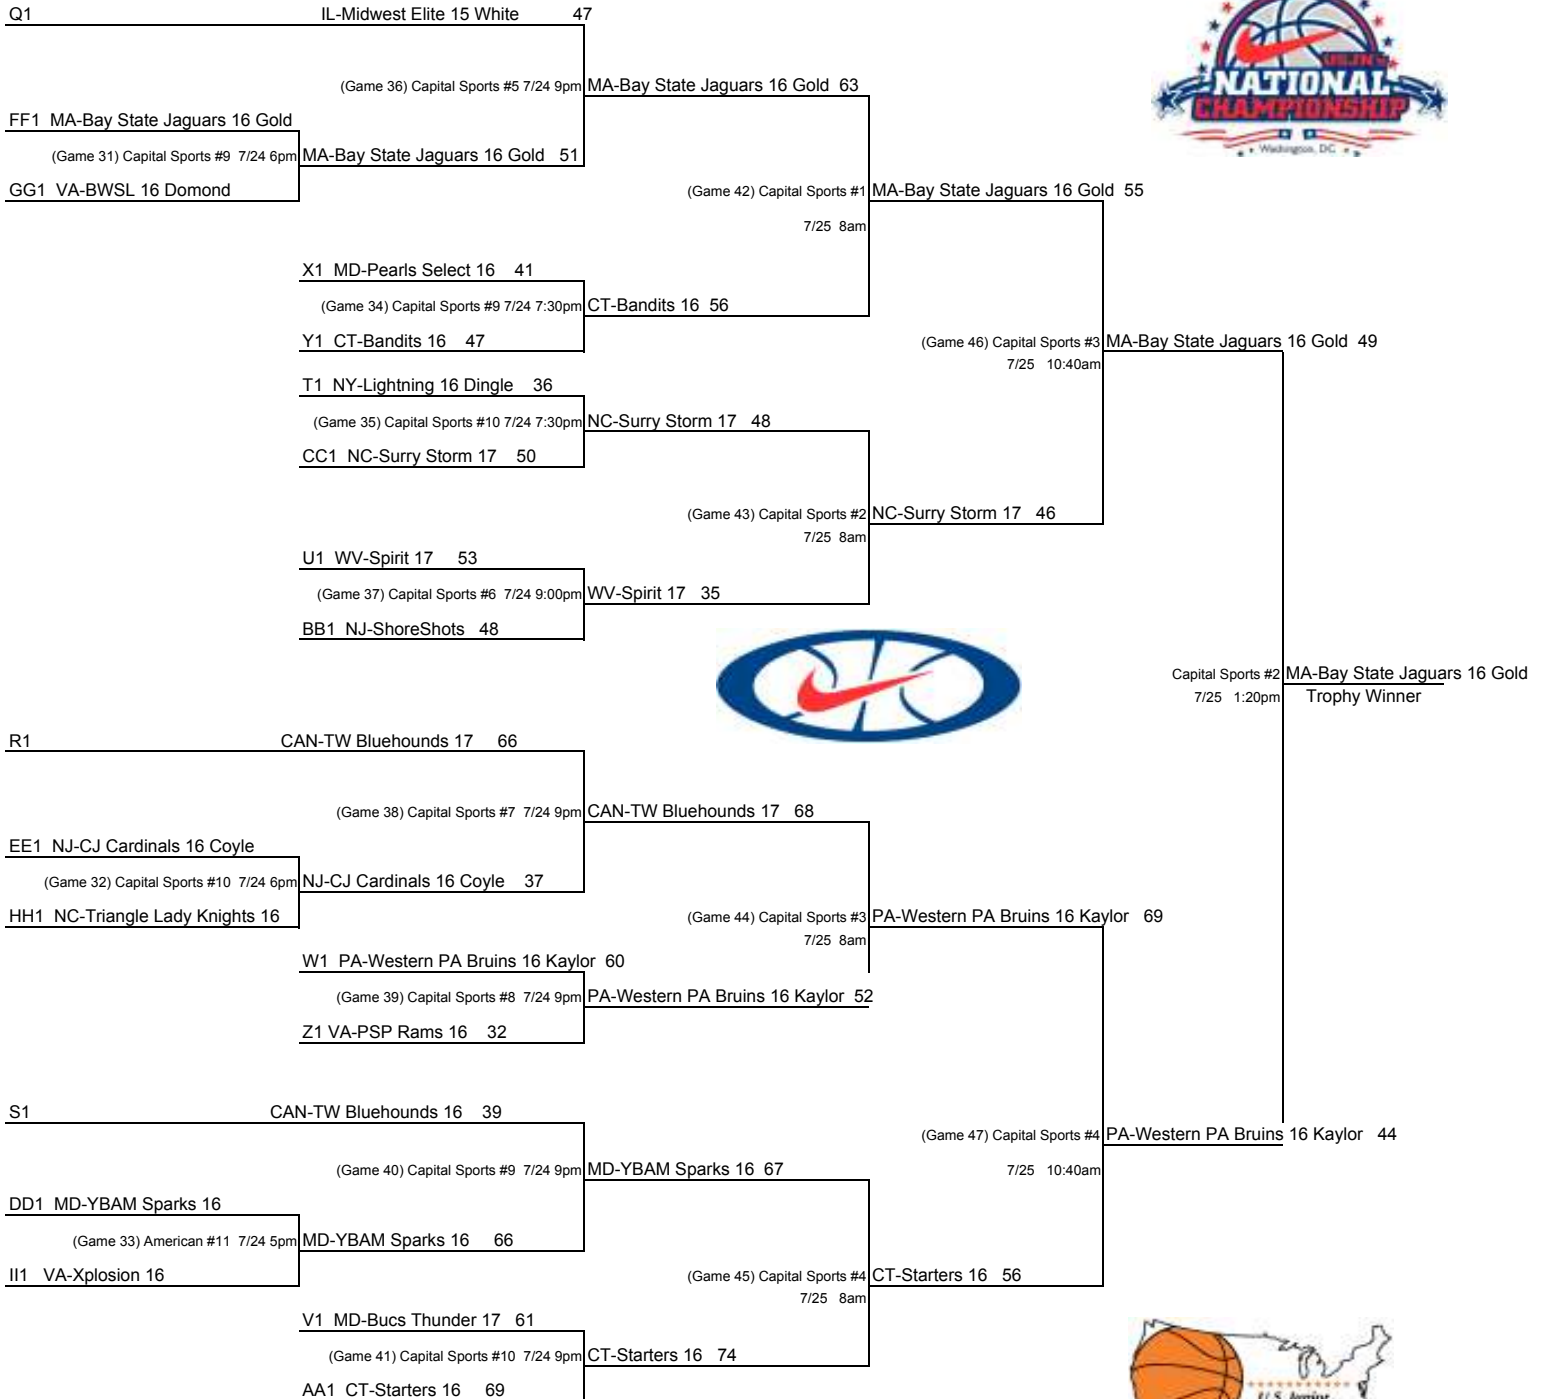 Q1 IL-Midwest Elite 15 White 47
(Game 36) Capital Sports #5 7/24 9pm MA-Bay State Jaguars 16 Gold 63
FF1 MA-Bay State Jaguars 16 Gold
(Game 31) Capital Sports #9 7/24 6pm MA-Bay State Jaguars 16 Gold 51
GG1 VA-BWSL 16 Domond
(Game 42) Capital Sports #1 MA-Bay State Jaguars 16 Gold 55
7/25 8am
X1 MD-Pearls Select 16 41
(Game 34) Capital Sports #9 7/24 7:30pm CT-Bandits 16 56
Y1 CT-Bandits 16 47
(Game 46) Capital Sports #3 MA-Bay State Jaguars 16 Gold 49
7/25 10:40am
T1 NY-Lightning 16 Dingle 36
(Game 35) Capital Sports #10 7/24 7:30pm NC-Surry Storm 17 48
CC1 NC-Surry Storm 17 50
(Game 43) Capital Sports #2 NC-Surry Storm 17 46
7/25 8am
U1 WV-Spirit 17 53
(Game 37) Capital Sports #6 7/24 9:00pm WV-Spirit 17 35
BB1 NJ-ShoreShots 48
Capital Sports #2 MA-Bay State Jaguars 16 Gold
7/25 1:20pm Trophy Winner
R1 CAN-TW Bluehounds 17 66
(Game 38) Capital Sports #7 7/24 9pm CAN-TW Bluehounds 17 68
EE1 NJ-CJ Cardinals 16 Coyle
(Game 32) Capital Sports #10 7/24 6pm NJ-CJ Cardinals 16 Coyle 37
HH1 NC-Triangle Lady Knights 16
(Game 44) Capital Sports #3 PA-Western PA Bruins 16 Kaylor 69
7/25 8am
W1 PA-Western PA Bruins 16 Kaylor 60
(Game 39) Capital Sports #8 7/24 9pm PA-Western PA Bruins 16 Kaylor 52
Z1 VA-PSP Rams 16 32
S1 CAN-TW Bluehounds 16 39
(Game 47) Capital Sports #4 PA-Western PA Bruins 16 Kaylor 44
7/25 10:40am
(Game 40) Capital Sports #9 7/24 9pm MD-YBAM Sparks 16 67
DD1 MD-YBAM Sparks 16
(Game 33) American #11 7/24 5pm MD-YBAM Sparks 16 66
II1 VA-Xplosion 16
(Game 45) Capital Sports #4 CT-Starters 16 56
7/25 8am
V1 MD-Bucs Thunder 17 61
(Game 41) Capital Sports #10 7/24 9pm CT-Starters 16 74
AA1 CT-Starters 16 69
USJN's
NATIONAL
CHAMPIONSHIP
Washington, DC
U.S. Junior